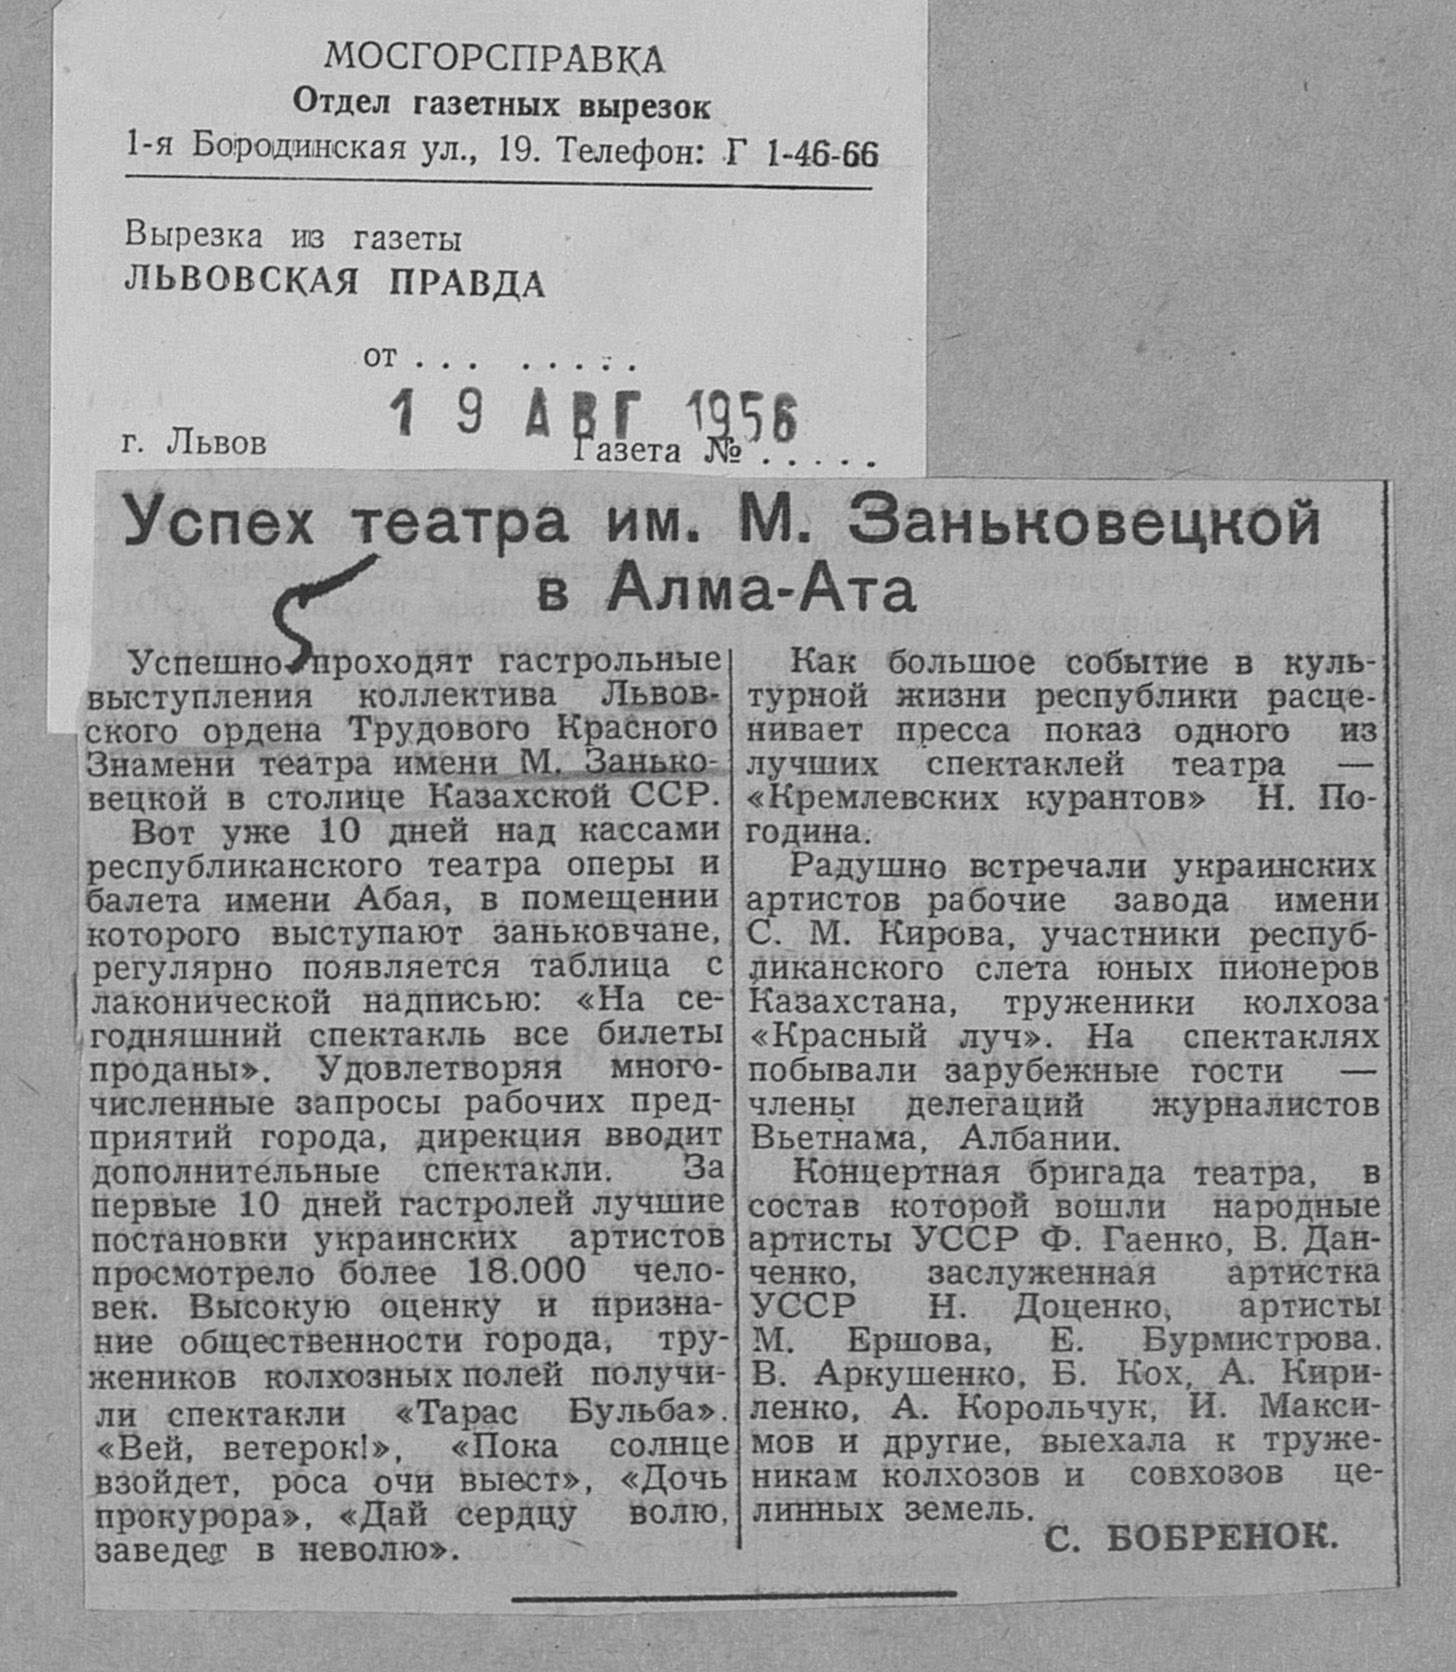 МОСГОРСПРАВКА
Отдел газетных вырезок
1-я Бородинская ул., 19. Телефон: Г 1-46-66
Вырезка из газеты
ЛЬВОВСКАЯ ПРАВДА
от . . . . . . . .
19 АВГ 1956
г. Львов Газета № . . . . .
Успех театра им. М. Заньковецкой
в Алма-Ата
Успешно проходят гастрольные
выступления коллектива Львов-
ского ордена Трудового Красного
Знамени театра имени М. Занько-
вецкой в столице Казахской ССР.
Вот уже 10 дней над кассами
республиканского театра оперы и
балета имени Абая, в помещении
которого выступают заньковчане,
регулярно появляется таблица с
лаконической надписью: «На се-
годняшний спектакль все билеты
проданы». Удовлетворяя много-
численные запросы рабочих пред-
приятий города, дирекция вводит
дополнительные спектакли. За
первые 10 дней гастролей лучшие
постановки украинских артистов
просмотрело более 18.000 чело-
век. Высокую оценку и призна-
ние общественности города, тру-
жеников колхозных полей получи-
ли спектакли «Тарас Бульба».
«Вей, ветерок!», «Пока солнце
взойдет, роса очи выест», «Дочь
прокурора», «Дай сердцу волю,
заведет в неволю».
Как большое событие в куль-
турной жизни республики расце-
нивает пресса показ одного из
лучших спектаклей театра —
«Кремлевских курантов» Н. По-
година.
Радушно встречали украинских
артистов рабочие завода имени
С. М. Кирова, участники респуб-
ликанского слета юных пионеров
Казахстана, труженики колхоза
«Красный луч». На спектаклях
побывали зарубежные гости —
члены делегаций журналистов
Вьетнама, Албании.
Концертная бригада театра, в
состав которой вошли народные
артисты УССР Ф. Гаенко, В. Дан-
ченко, заслуженная артистка
УССР Н. Доценко, артисты
М. Ершова, Е. Бурмистрова.
В. Аркушенко, Б. Кох, А. Кири-
ленко, А. Корольчук, И. Макси-
мов и другие, выехала к труже-
никам колхозов и совхозов це-
линных земель.
С. БОБРЕНОК.